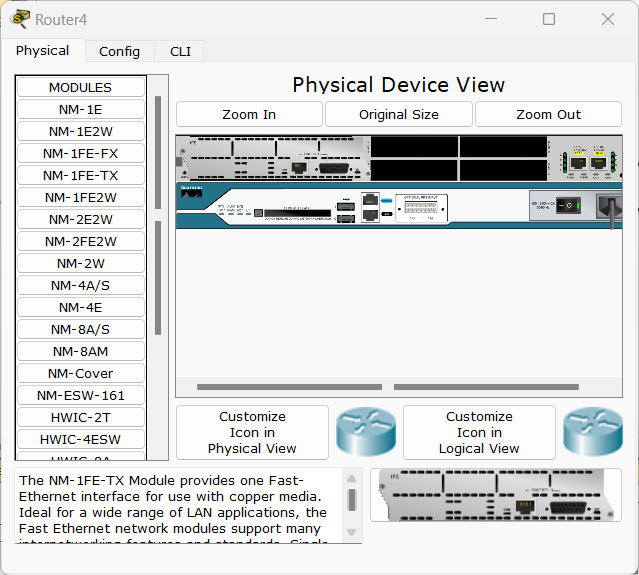 Router4
Physical
Config
CLI
MODULES
NM-1E
NM-1E2W
NM-1FE-FX
NM-1FE-TX
NM-1FE2W
NM-2E2W
NM-2FE2W
NM-2W
NM-4A/S
NM-4E
NM-8A/S
NM-8AM
NM-Cover
NM-ESW-161
HWIC-2T
HWIC-4ESW
Physical Device View
Zoom In
Original Size
Zoom Out
OPTIONAL RPS INPUT
Customize
Icon in
Physical View
Customize
Icon in
Logical View
The NM-1FE-TX Module provides one Fast-
Ethernet interface for use with copper media.
Ideal for a wide range of LAN applications, the
Fast Ethernet network modules support many
internetworking features and standards. Single